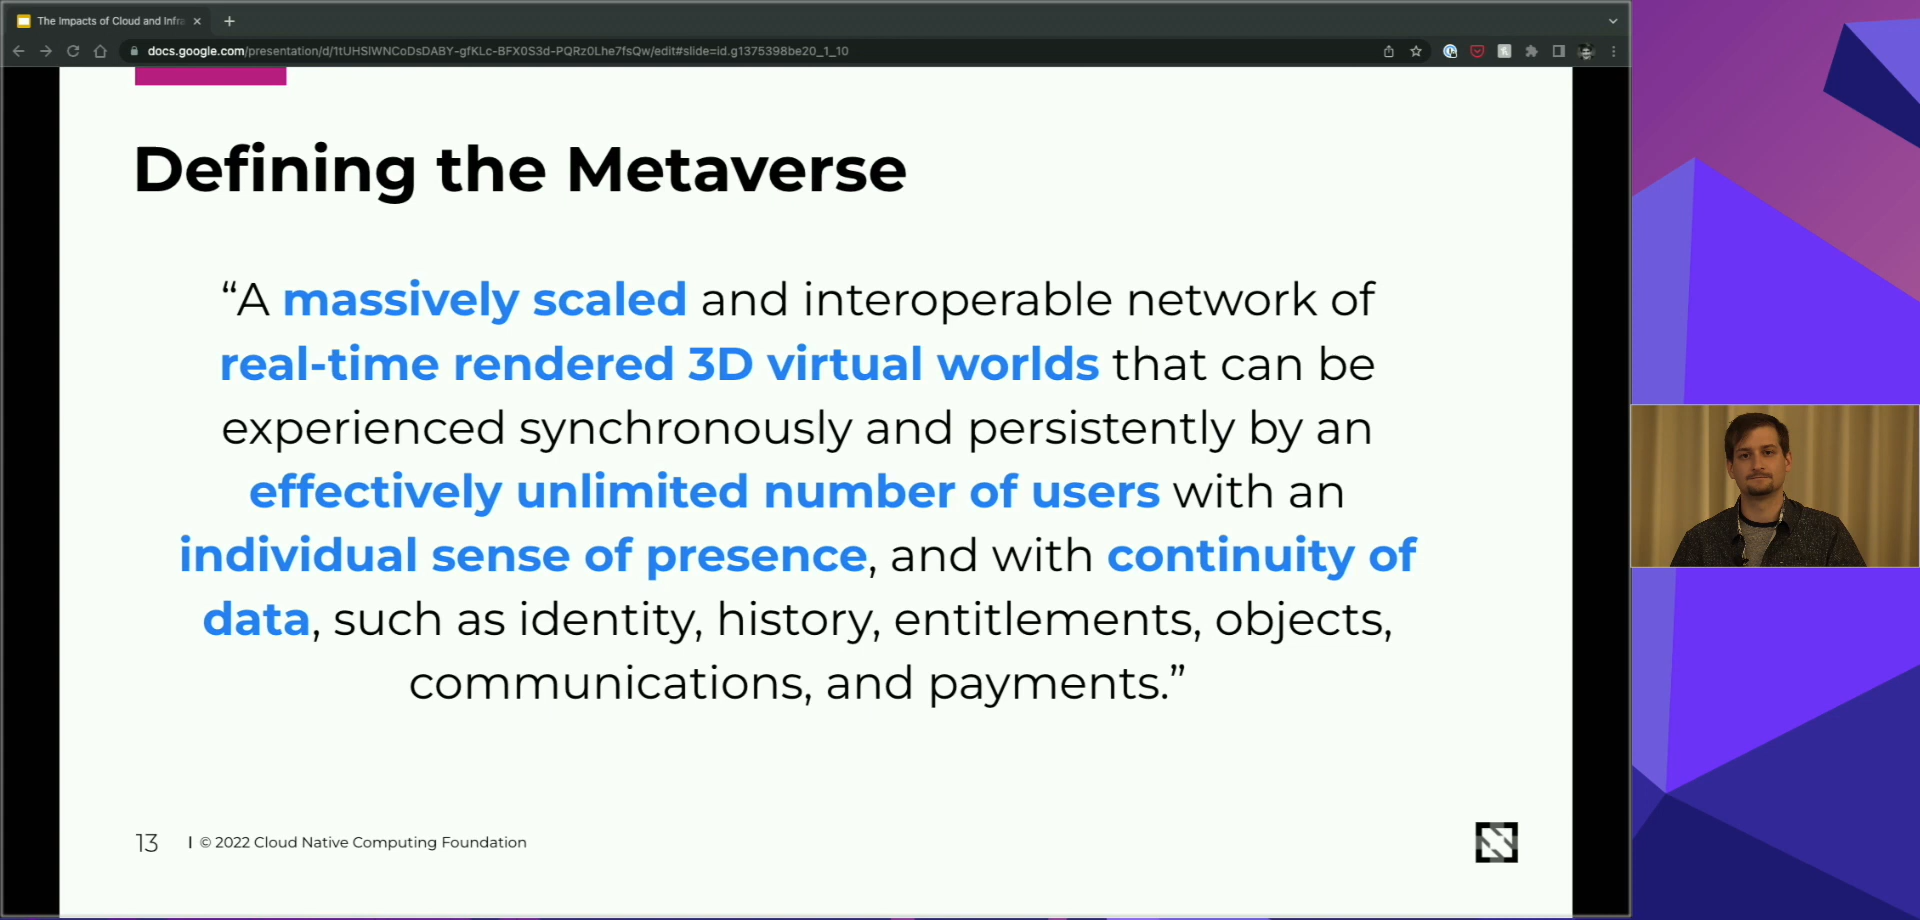 The Impacts of Cloud and Infra
docs.google.com/presentation/d/1tUHSlWNCoDsDABY-gfKLc-BFX0S3d-PQRz0Lhe7fsQw/edit#slide=id.g1375398be20_1_10
Defining the Metaverse
“A massively scaled and interoperable network of
real-time rendered 3D virtual worlds that can be
experienced synchronously and persistently by an
effectively unlimited number of users with an
individual sense of presence, and with continuity of
data, such as identity, history, entitlements, objects,
communications, and payments.”
13 | © 2022 Cloud Native Computing Foundation